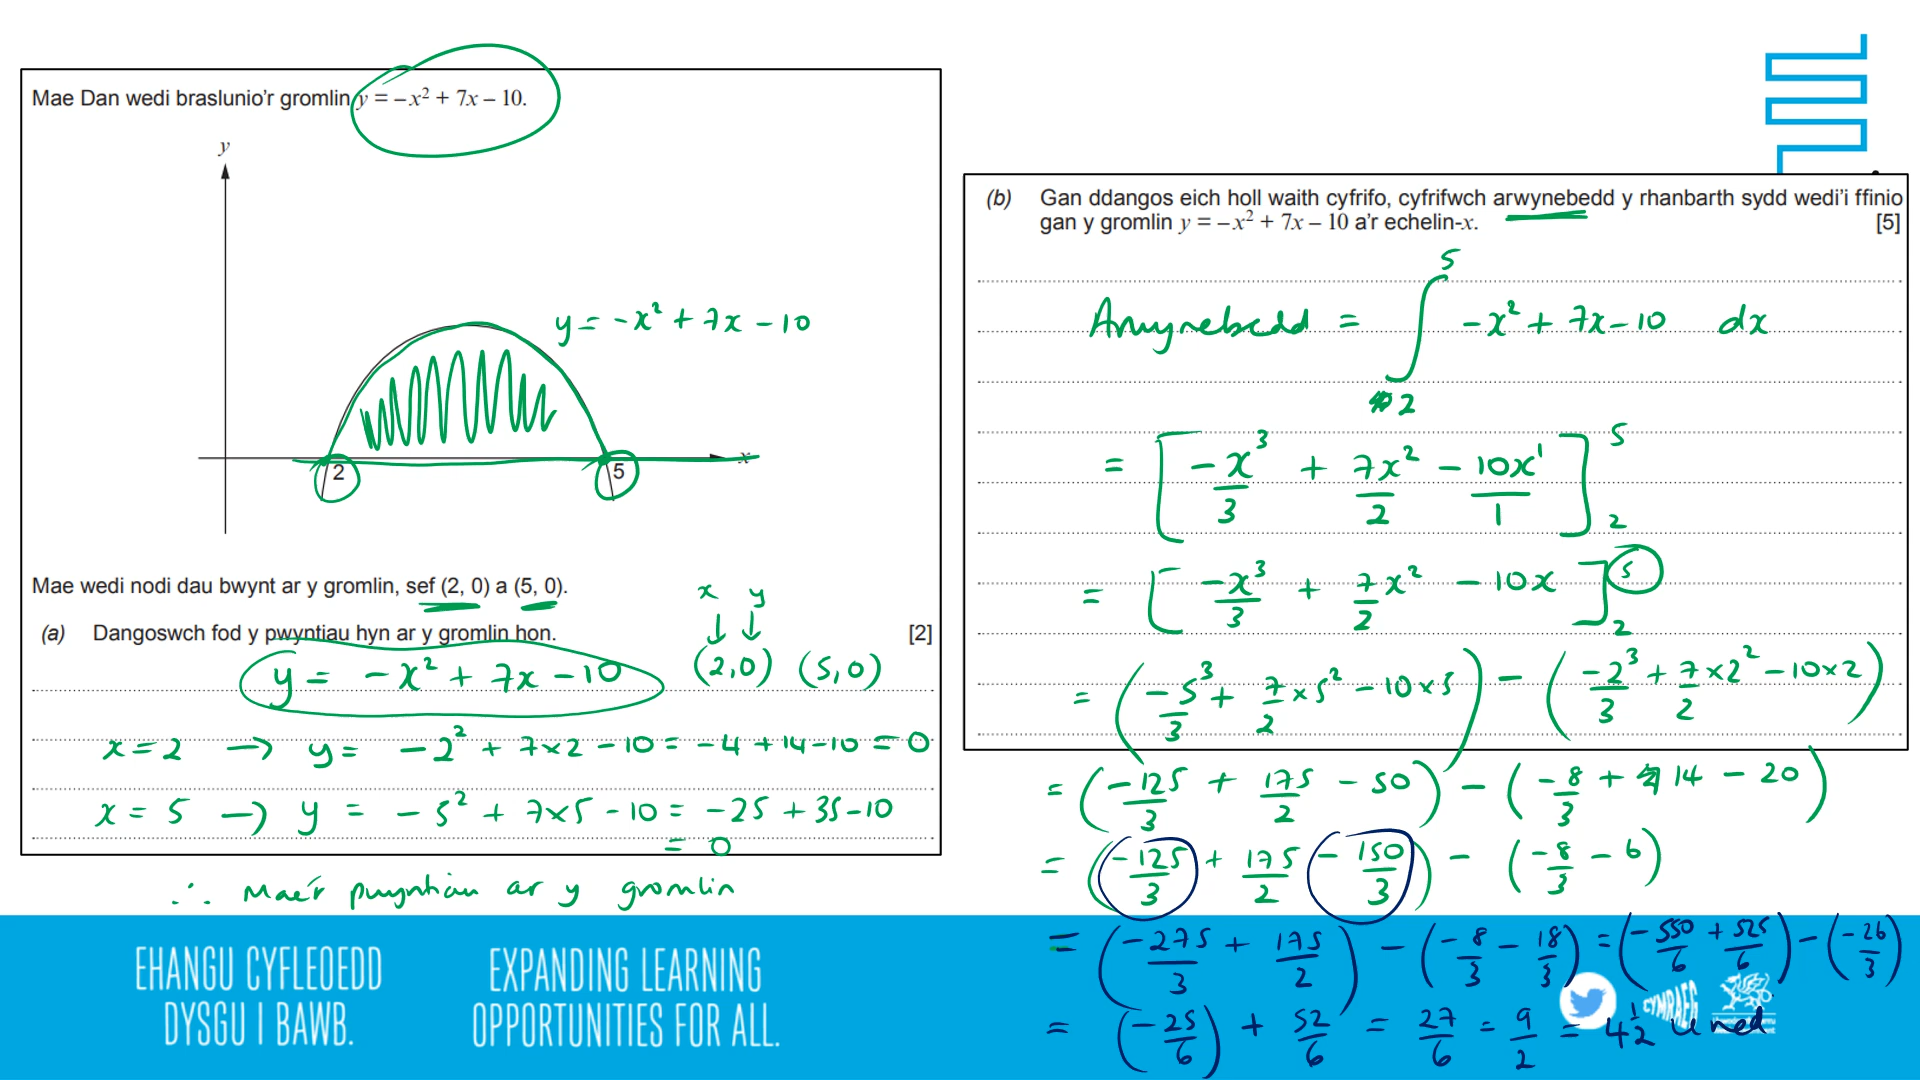 Mae Dan wedi braslunio'r gromlin y = –x² + 7x – 10.
y
y = -x² + 7x - 10
x
2
5
Mae wedi nodi dau bwynt ar y gromlin, sef (2, 0) a (5, 0).
x y
↓ ↓
(a) Dangoswch fod y pwyntiau hyn ar y gromlin hon. [2]
y = -x² + 7x - 10 (2,0) (5,0)
x = 2 → y = -2² + 7×2 - 10 = -4 + 14 - 10 = 0
x = 5 → y = -5² + 7×5 - 10 = -25 + 35 - 10
= 0
∴ Mae'r pwyntiau ar y gromlin
(b) Gan ddangos eich holl waith cyfrifo, cyfrifwch arwynebedd y rhanbarth sydd wedi'i ffinio
gan y gromlin y = –x² + 7x – 10 a'r echelin-x. [5]
Arwynebedd = ∫₂⁵ -x² + 7x - 10 dx
= [-x³/3 + 7x²/2 - 10x¹/1]₂⁵
= [-x³/3 + 7/2 x² - 10x]₂⁵
= (-5³/3 + 7/2 × 5² - 10×5) - (-2³/3 + 7/2 × 2² - 10×2)
= (-125/3 + 175/2 - 50) - (-8/3 + 14 - 20)
= (-125/3 + 175/2 - 150/3) - (-8/3 - 6)
= (-275/3 + 175/2) - (-8/3 - 18/3) = (-550/6 + 525/6) - (-26/3)
= (-25/6) + 52/6 = 27/6 = 9/2 = 4 1/2 uned
EHANGU CYFLEOEDD
DYSGU I BAWB.
EXPANDING LEARNING
OPPORTUNITIES FOR ALL.
CYMRAEG